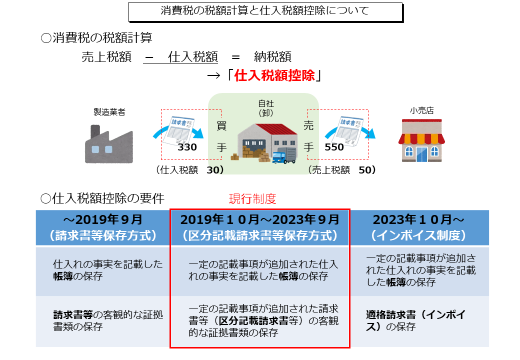 消費税の税額計算と仕入税額控除について
○消費税の税額計算
売上税額 － 仕入税額 ＝ 納税額
→「仕入税額控除」
製造業者
請求書
330
（仕入税額 30）
買手
自社
（卸）
売手
請求書
550
（売上税額 50）
小売店
○仕入税額控除の要件
現行制度
～2019年９月
（請求書等保存方式）
2019年１０月～2023年９月
（区分記載請求書等保存方式）
2023年１０月～
（インボイス制度）
仕入れの事実を記載した
帳簿の保存
一定の記載事項が追加された仕入
れの事実を記載した帳簿の保存
一定の記載事項が追加さ
れた仕入れの事実を記載
した帳簿の保存
請求書等の客観的な証拠
書類の保存
一定の記載事項が追加された請求
書等（区分記載請求書等）の客観
的な証拠書類の保存
適格請求書（インボイ
ス）の保存